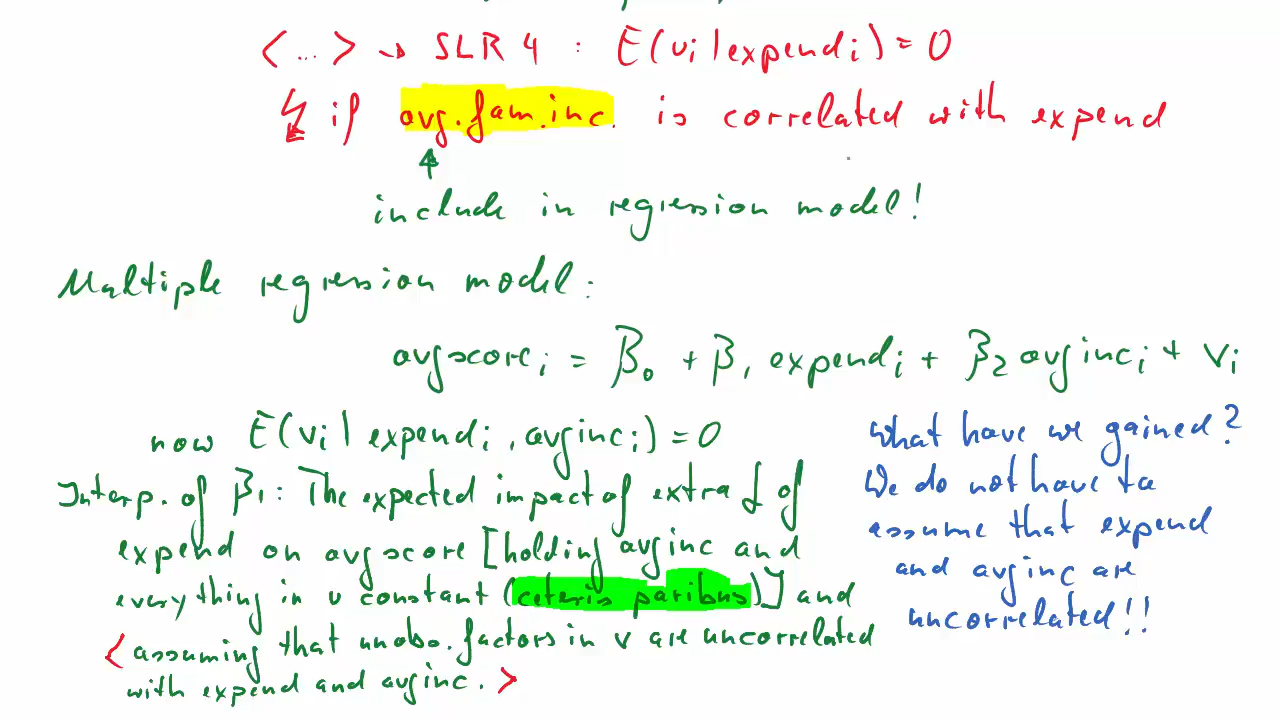 <...> → SLR 4 : E(vi | expendi) = 0
↯ if avg.fam.inc. is correlated with expend
↑
include in regression model!
Multiple regression model:
avgscorei = β0 + β1 expendi + β2 avginci + vi
now E(vi | expendi, avginci) = 0
Interp. of β1: The expected impact of extra £ of
expend on avgscore [holding avginc and
everything in v constant (ceteris paribus)] and
<assuming that unobs. factors in v are uncorrelated
with expend and avginc.>
What have we gained?
We do not have to
assume that expend
and avginc are
uncorrelated!!